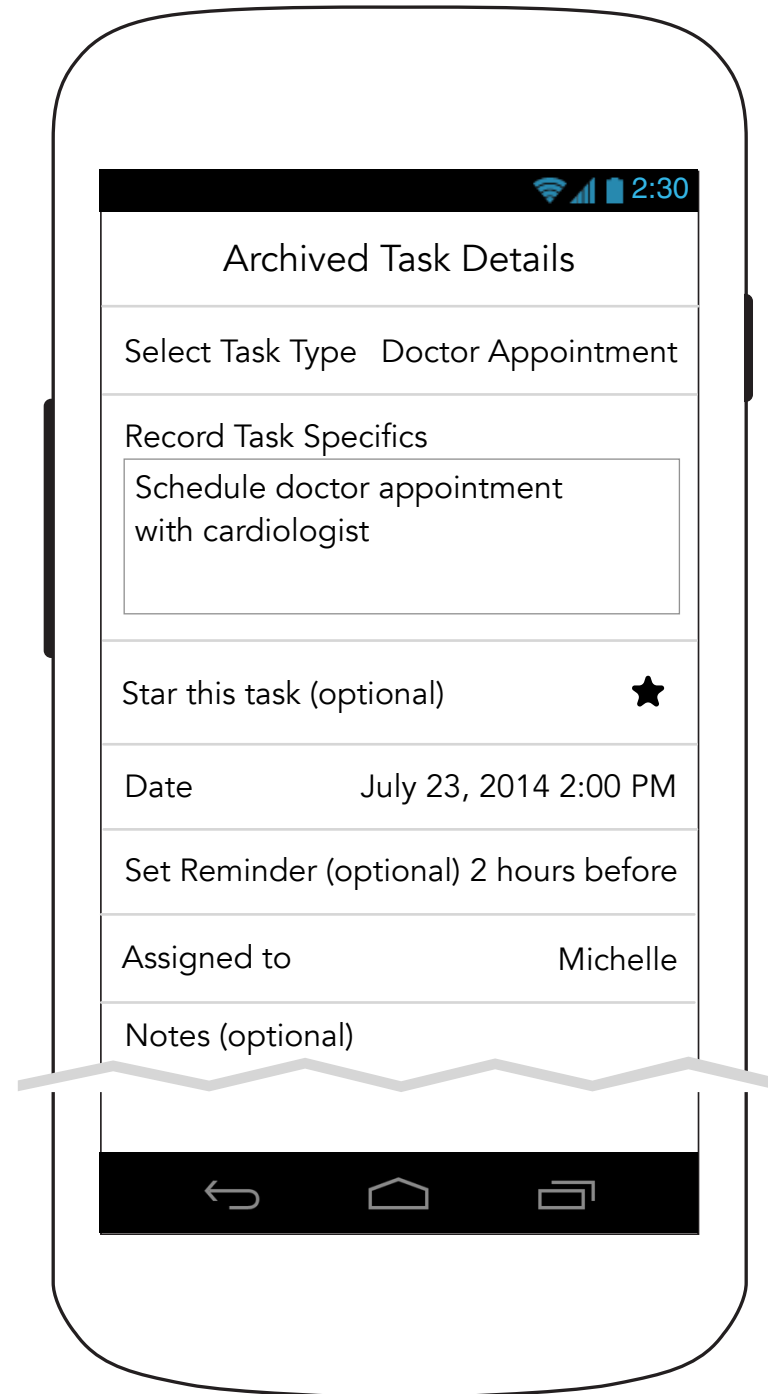 2:30
Archived Task Details
Select Task Type Doctor Appointment
Record Task Specifics
Schedule doctor appointment
with cardiologist
Star this task (optional)
Date July 23, 2014 2:00 PM
Set Reminder (optional) 2 hours before
Assigned to Michelle
Notes (optional)